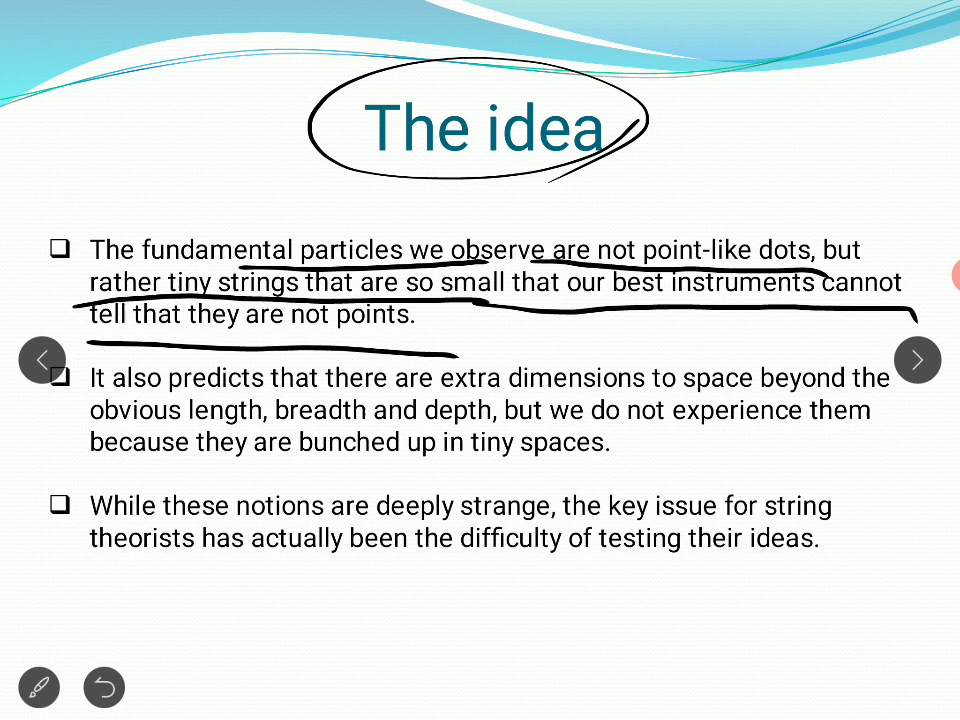 The idea
❑ The fundamental particles we observe are not point-like dots, but
rather tiny strings that are so small that our best instruments cannot
tell that they are not points.
❑ It also predicts that there are extra dimensions to space beyond the
obvious length, breadth and depth, but we do not experience them
because they are bunched up in tiny spaces.
❑ While these notions are deeply strange, the key issue for string
theorists has actually been the difficulty of testing their ideas.